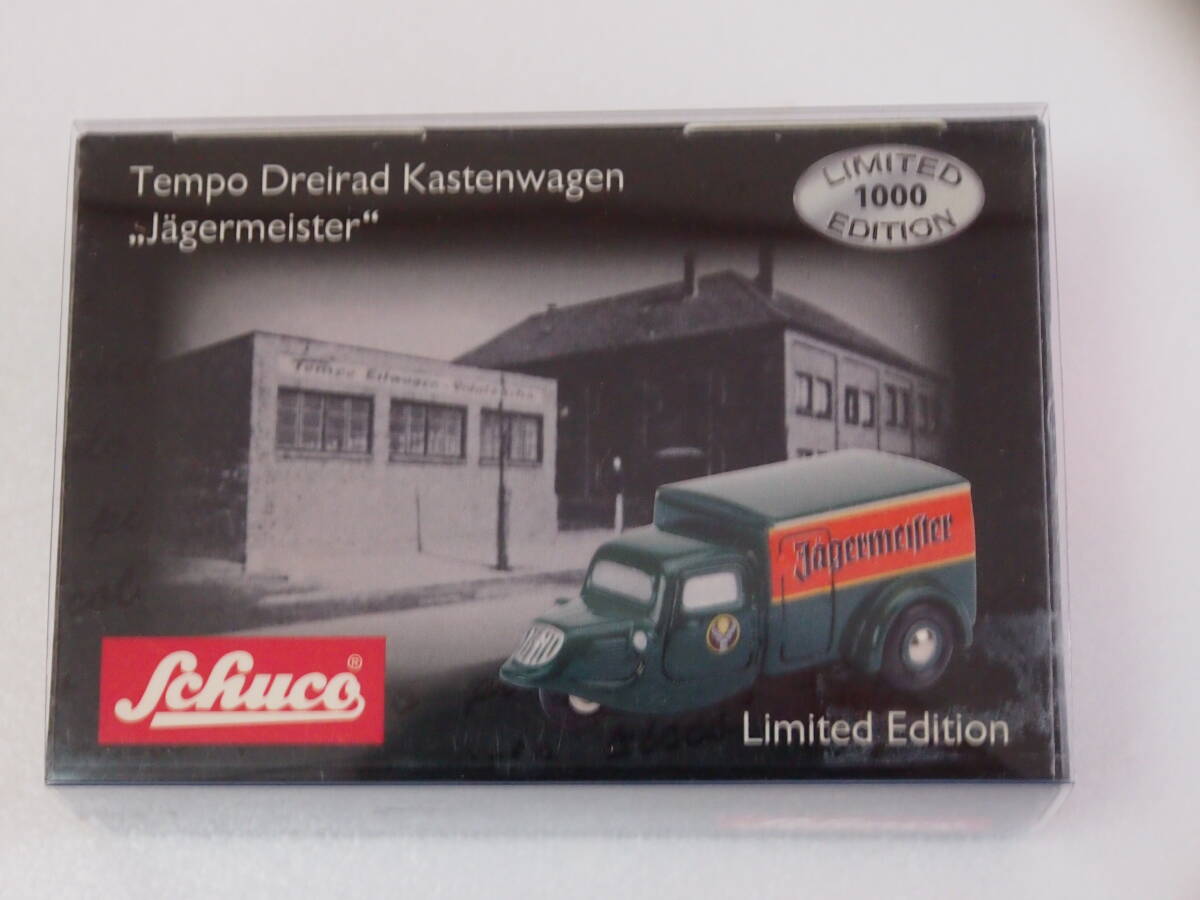 Tempo Dreirad Kastenwagen
„Jägermeister“
LIMITED
1000
EDITION
Jägermeiſter
Schuco®
Limited Edition